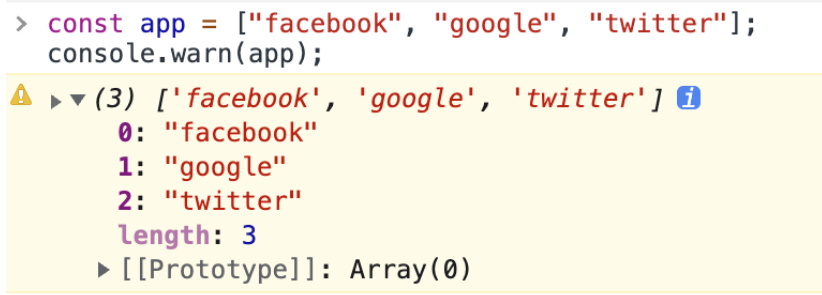 > const app = ["facebook", "google", "twitter"];
console.warn(app);
(3) ['facebook', 'google', 'twitter'] i
0: "facebook"
1: "google"
2: "twitter"
length: 3
[[Prototype]]: Array(0)